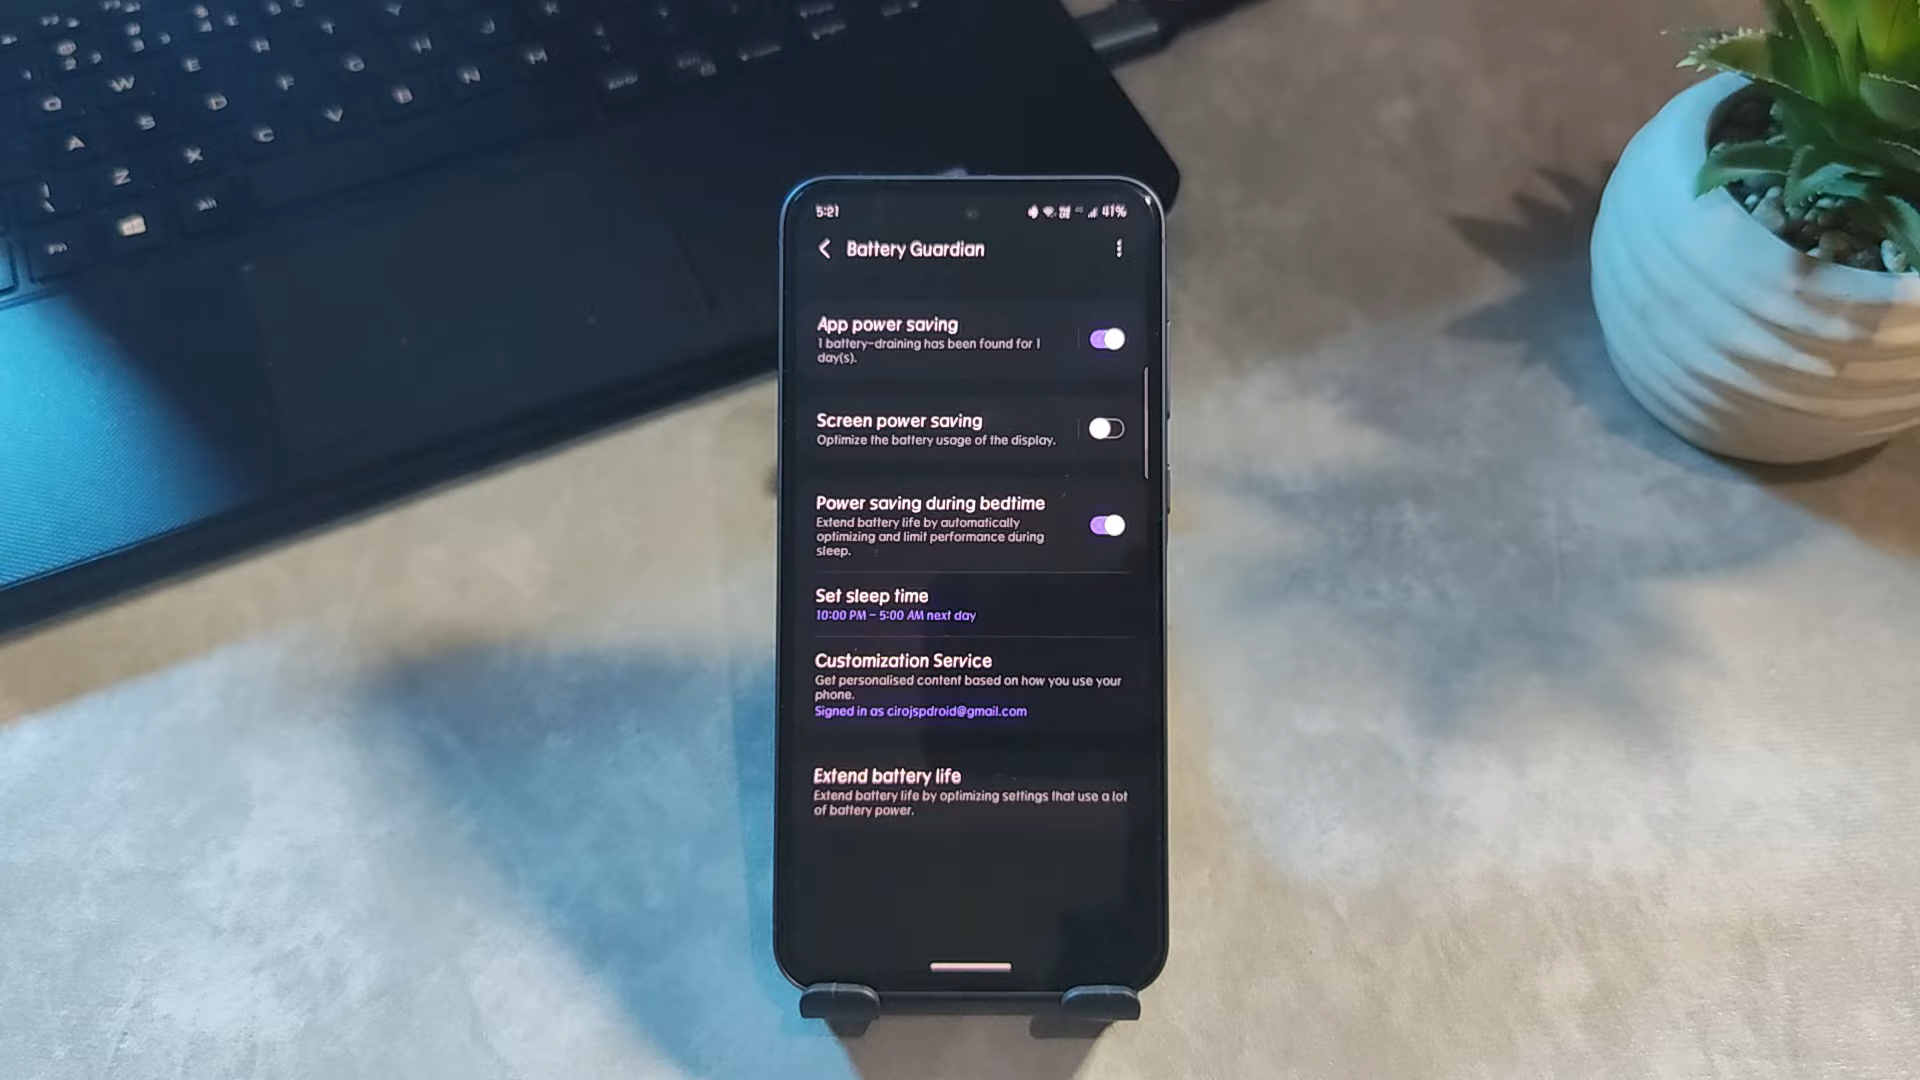 W E R
Q D F G H J
A S
Z X C V B N M
Fn Alt
5:21 41%
Battery Guardian
App power saving
1 battery-draining has been found for 1
day(s).
Screen power saving
Optimize the battery usage of the display.
Power saving during bedtime
Extend battery life by automatically
optimizing and limit performance during
sleep.
Set sleep time
10:00 PM – 5:00 AM next day
Customization Service
Get personalised content based on how you use your
phone.
Signed in as cirojspdroid@gmail.com
Extend battery life
Extend battery life by optimizing settings that use a lot
of battery power.